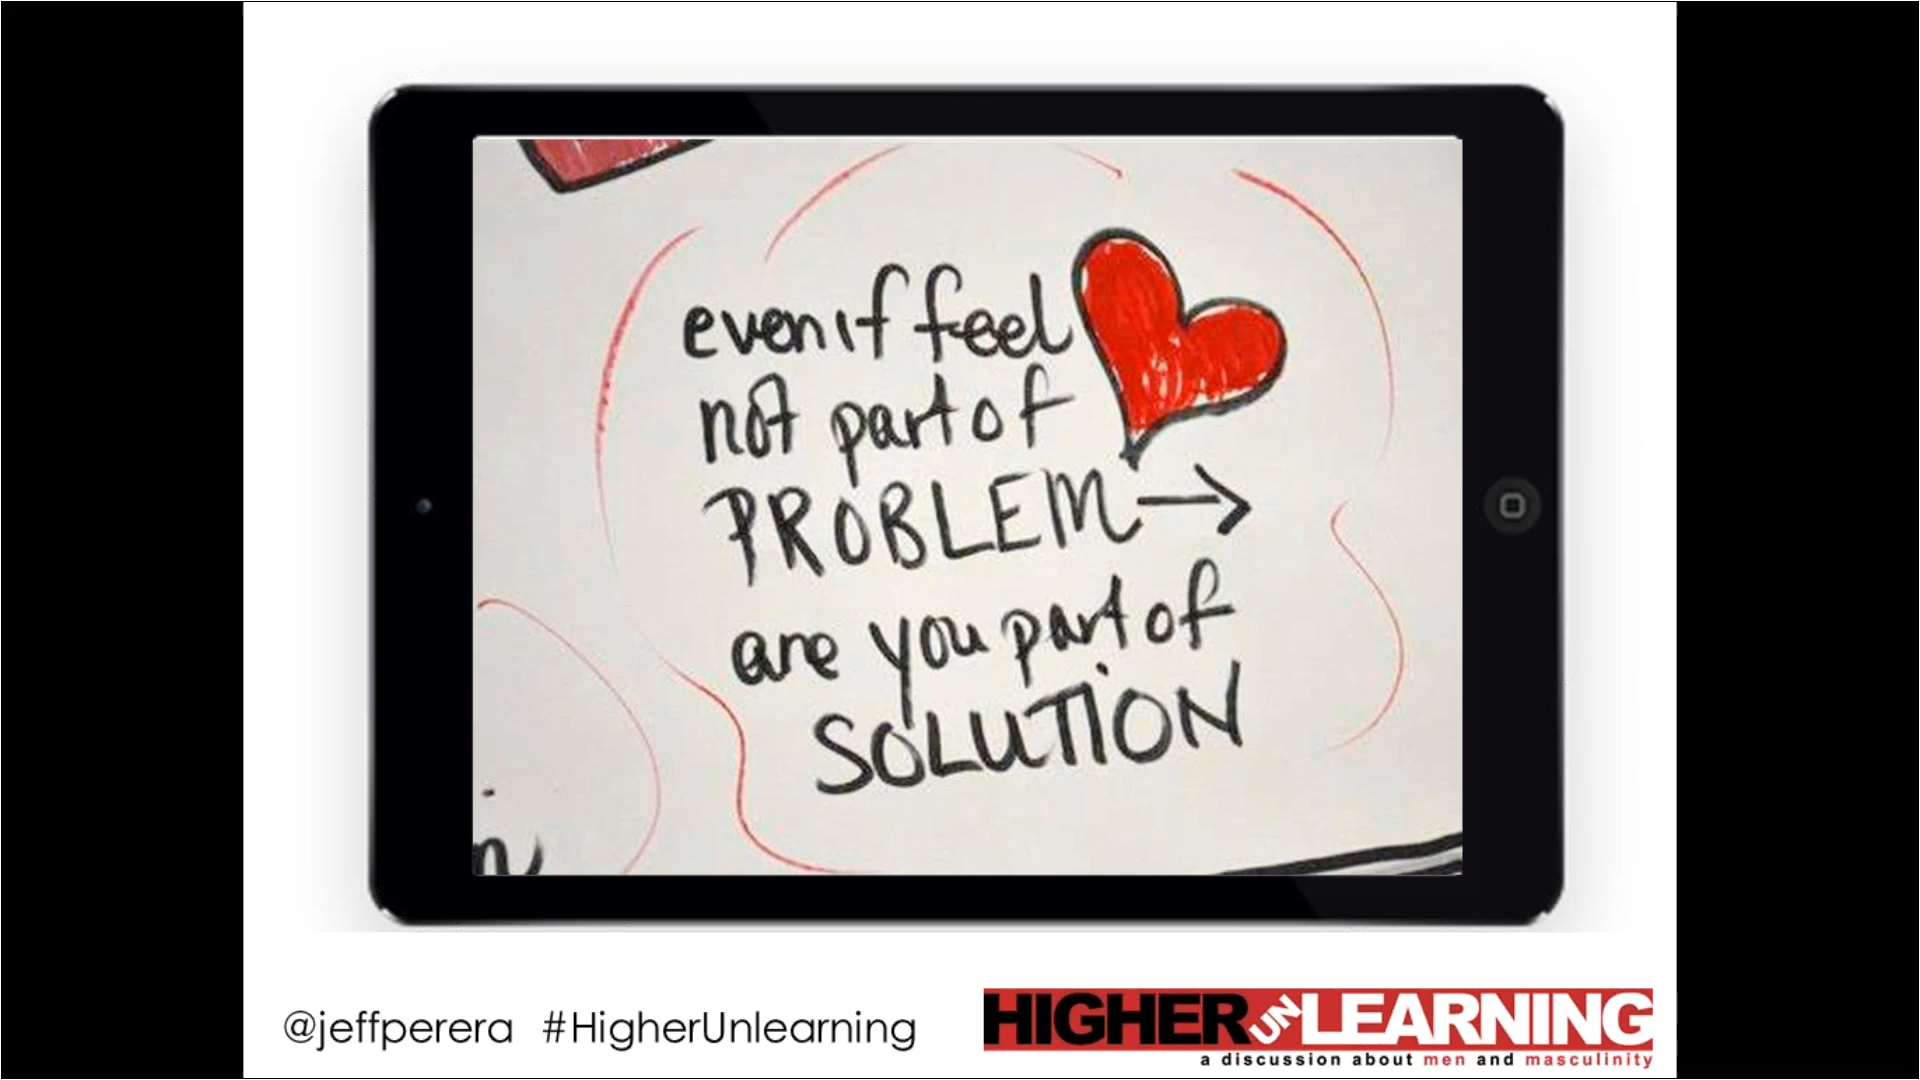 even if feel
not part of
PROBLEM →
are you part of
SOLUTION
@jeffperera #HigherUnlearning
HIGHER UN LEARNING
a discussion about men and masculinity